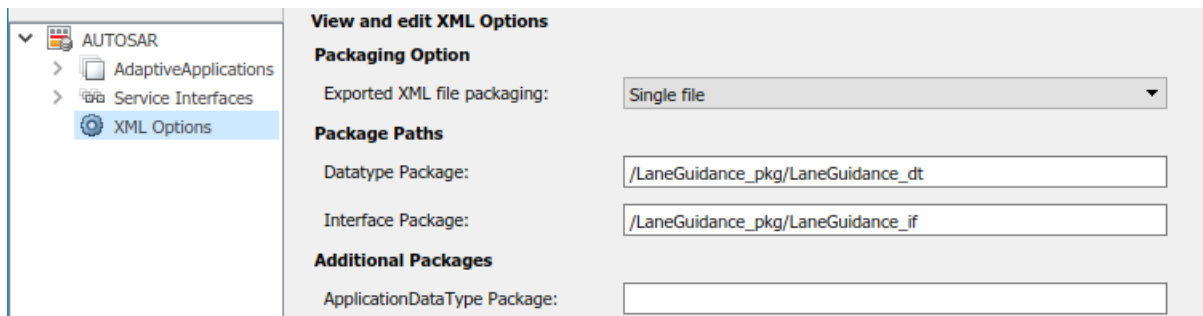 AUTOSAR
AdaptiveApplications
Service Interfaces
XML Options
View and edit XML Options
Packaging Option
Exported XML file packaging: Single file
Package Paths
Datatype Package: /LaneGuidance_pkg/LaneGuidance_dt
Interface Package: /LaneGuidance_pkg/LaneGuidance_if
Additional Packages
ApplicationDataType Package: